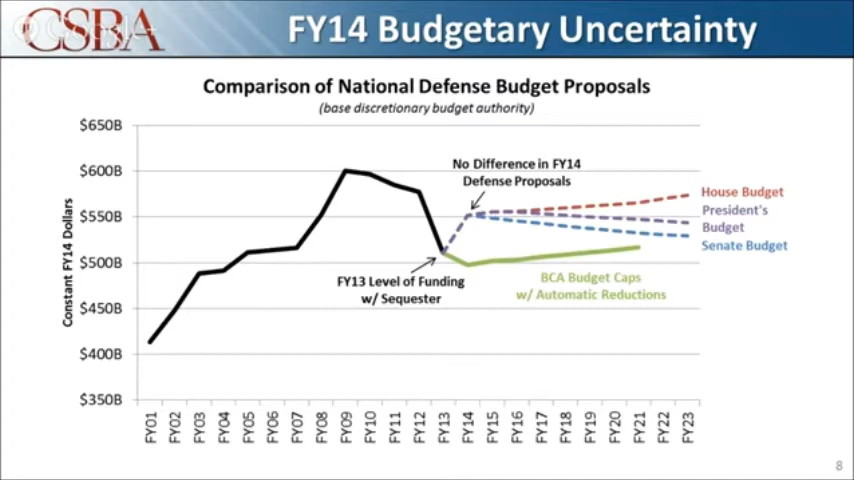 CSBA
Google+
FY14 Budgetary Uncertainty
Comparison of National Defense Budget Proposals
(base discretionary budget authority)
$650B
$600B
$550B
$500B
$450B
$400B
$350B
Constant FY14 Dollars
No Difference in FY14
Defense Proposals
House Budget
President's
Budget
Senate Budget
FY13 Level of Funding
w/ Sequester
BCA Budget Caps
w/ Automatic Reductions
FY01
FY02
FY03
FY04
FY05
FY06
FY07
FY08
FY09
FY10
FY11
FY12
FY13
FY14
FY15
FY16
FY17
FY18
FY19
FY20
FY21
FY22
FY23
8